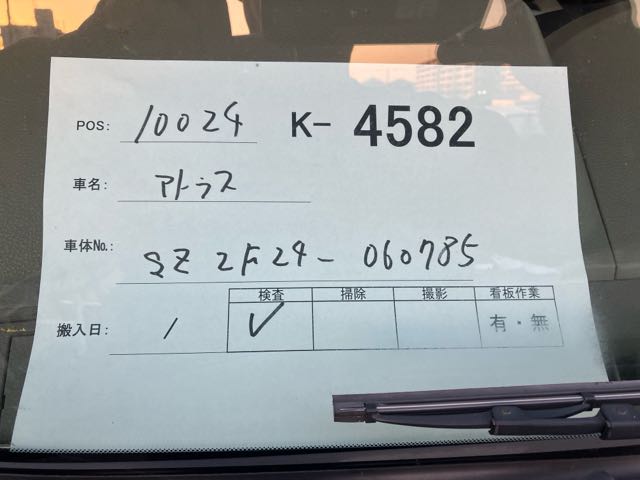 POS: 10024 K- 4582
車名: アトラス
車体No.: SZ2F24-060785
検査 掃除 撮影 看板作業
搬入日: / ✓ 有・無